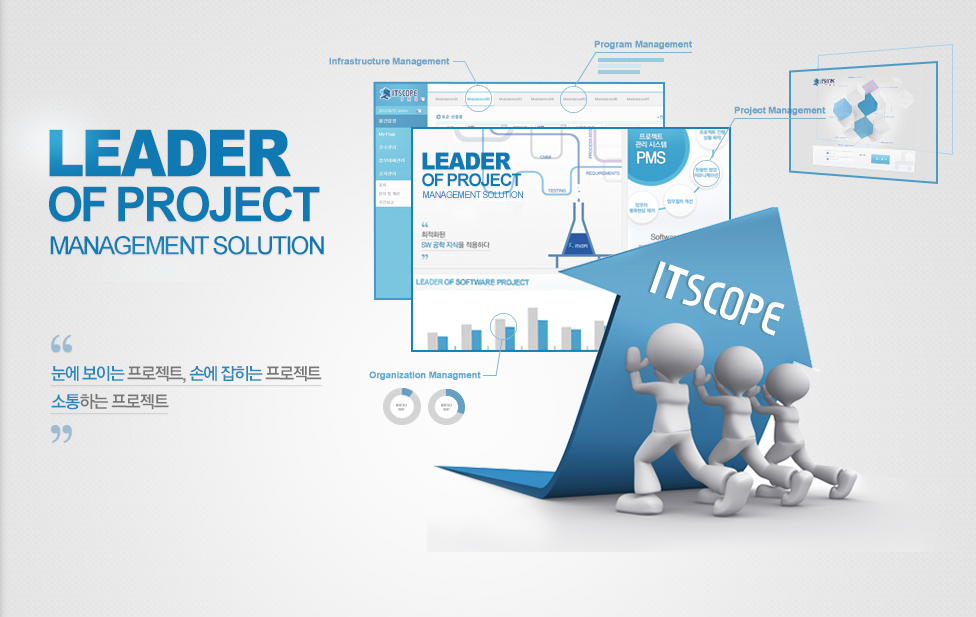 LEADER
OF PROJECT
MANAGEMENT SOLUTION
눈에 보이는 프로젝트, 손에 잡히는 프로젝트
소통하는 프로젝트
Infrastructure Management
Program Management
Project Management
ITSCOPE
My Page
CMMI
TESTING
REQUIREMENTS
LEADER
OF PROJECT
MANAGEMENT SOLUTION
최적화된
SW 공학 지식을 적용하다
프로젝트
관리 시스템
PMS
LEADER OF SOFTWARE PROJECT
ITSCOPE
Organization Managment